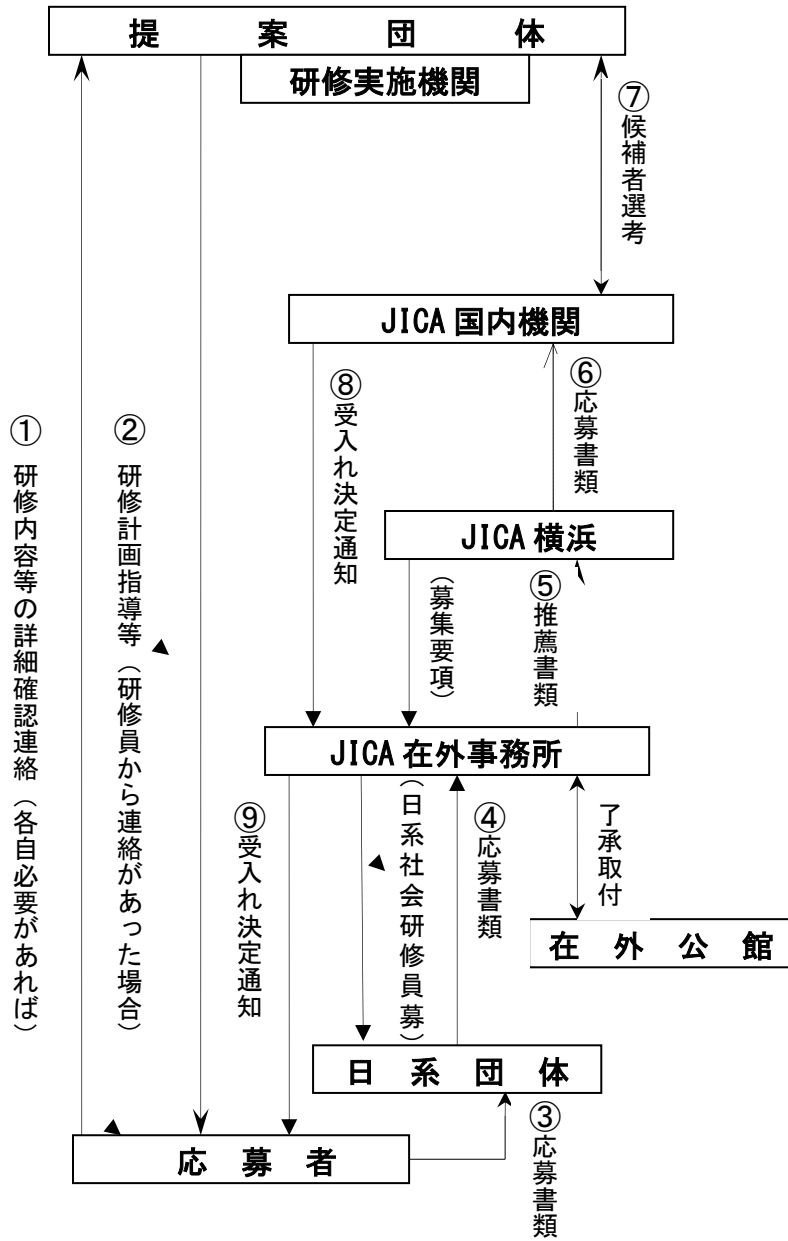 提案団体
研修実施機関
⑦候補者選考
JICA国内機関
⑧受入れ決定通知
⑥応募書類
①研修内容等の詳細確認連絡（各自必要があれば）
②研修計画指導等（研修員から連絡があった場合）
JICA横浜
（募集要項）
⑤推薦書類
JICA在外事務所
⑨受入れ決定通知
（日系社会研修員募）
④応募書類
了承取付
在外公館
日系団体
③応募書類
応募者